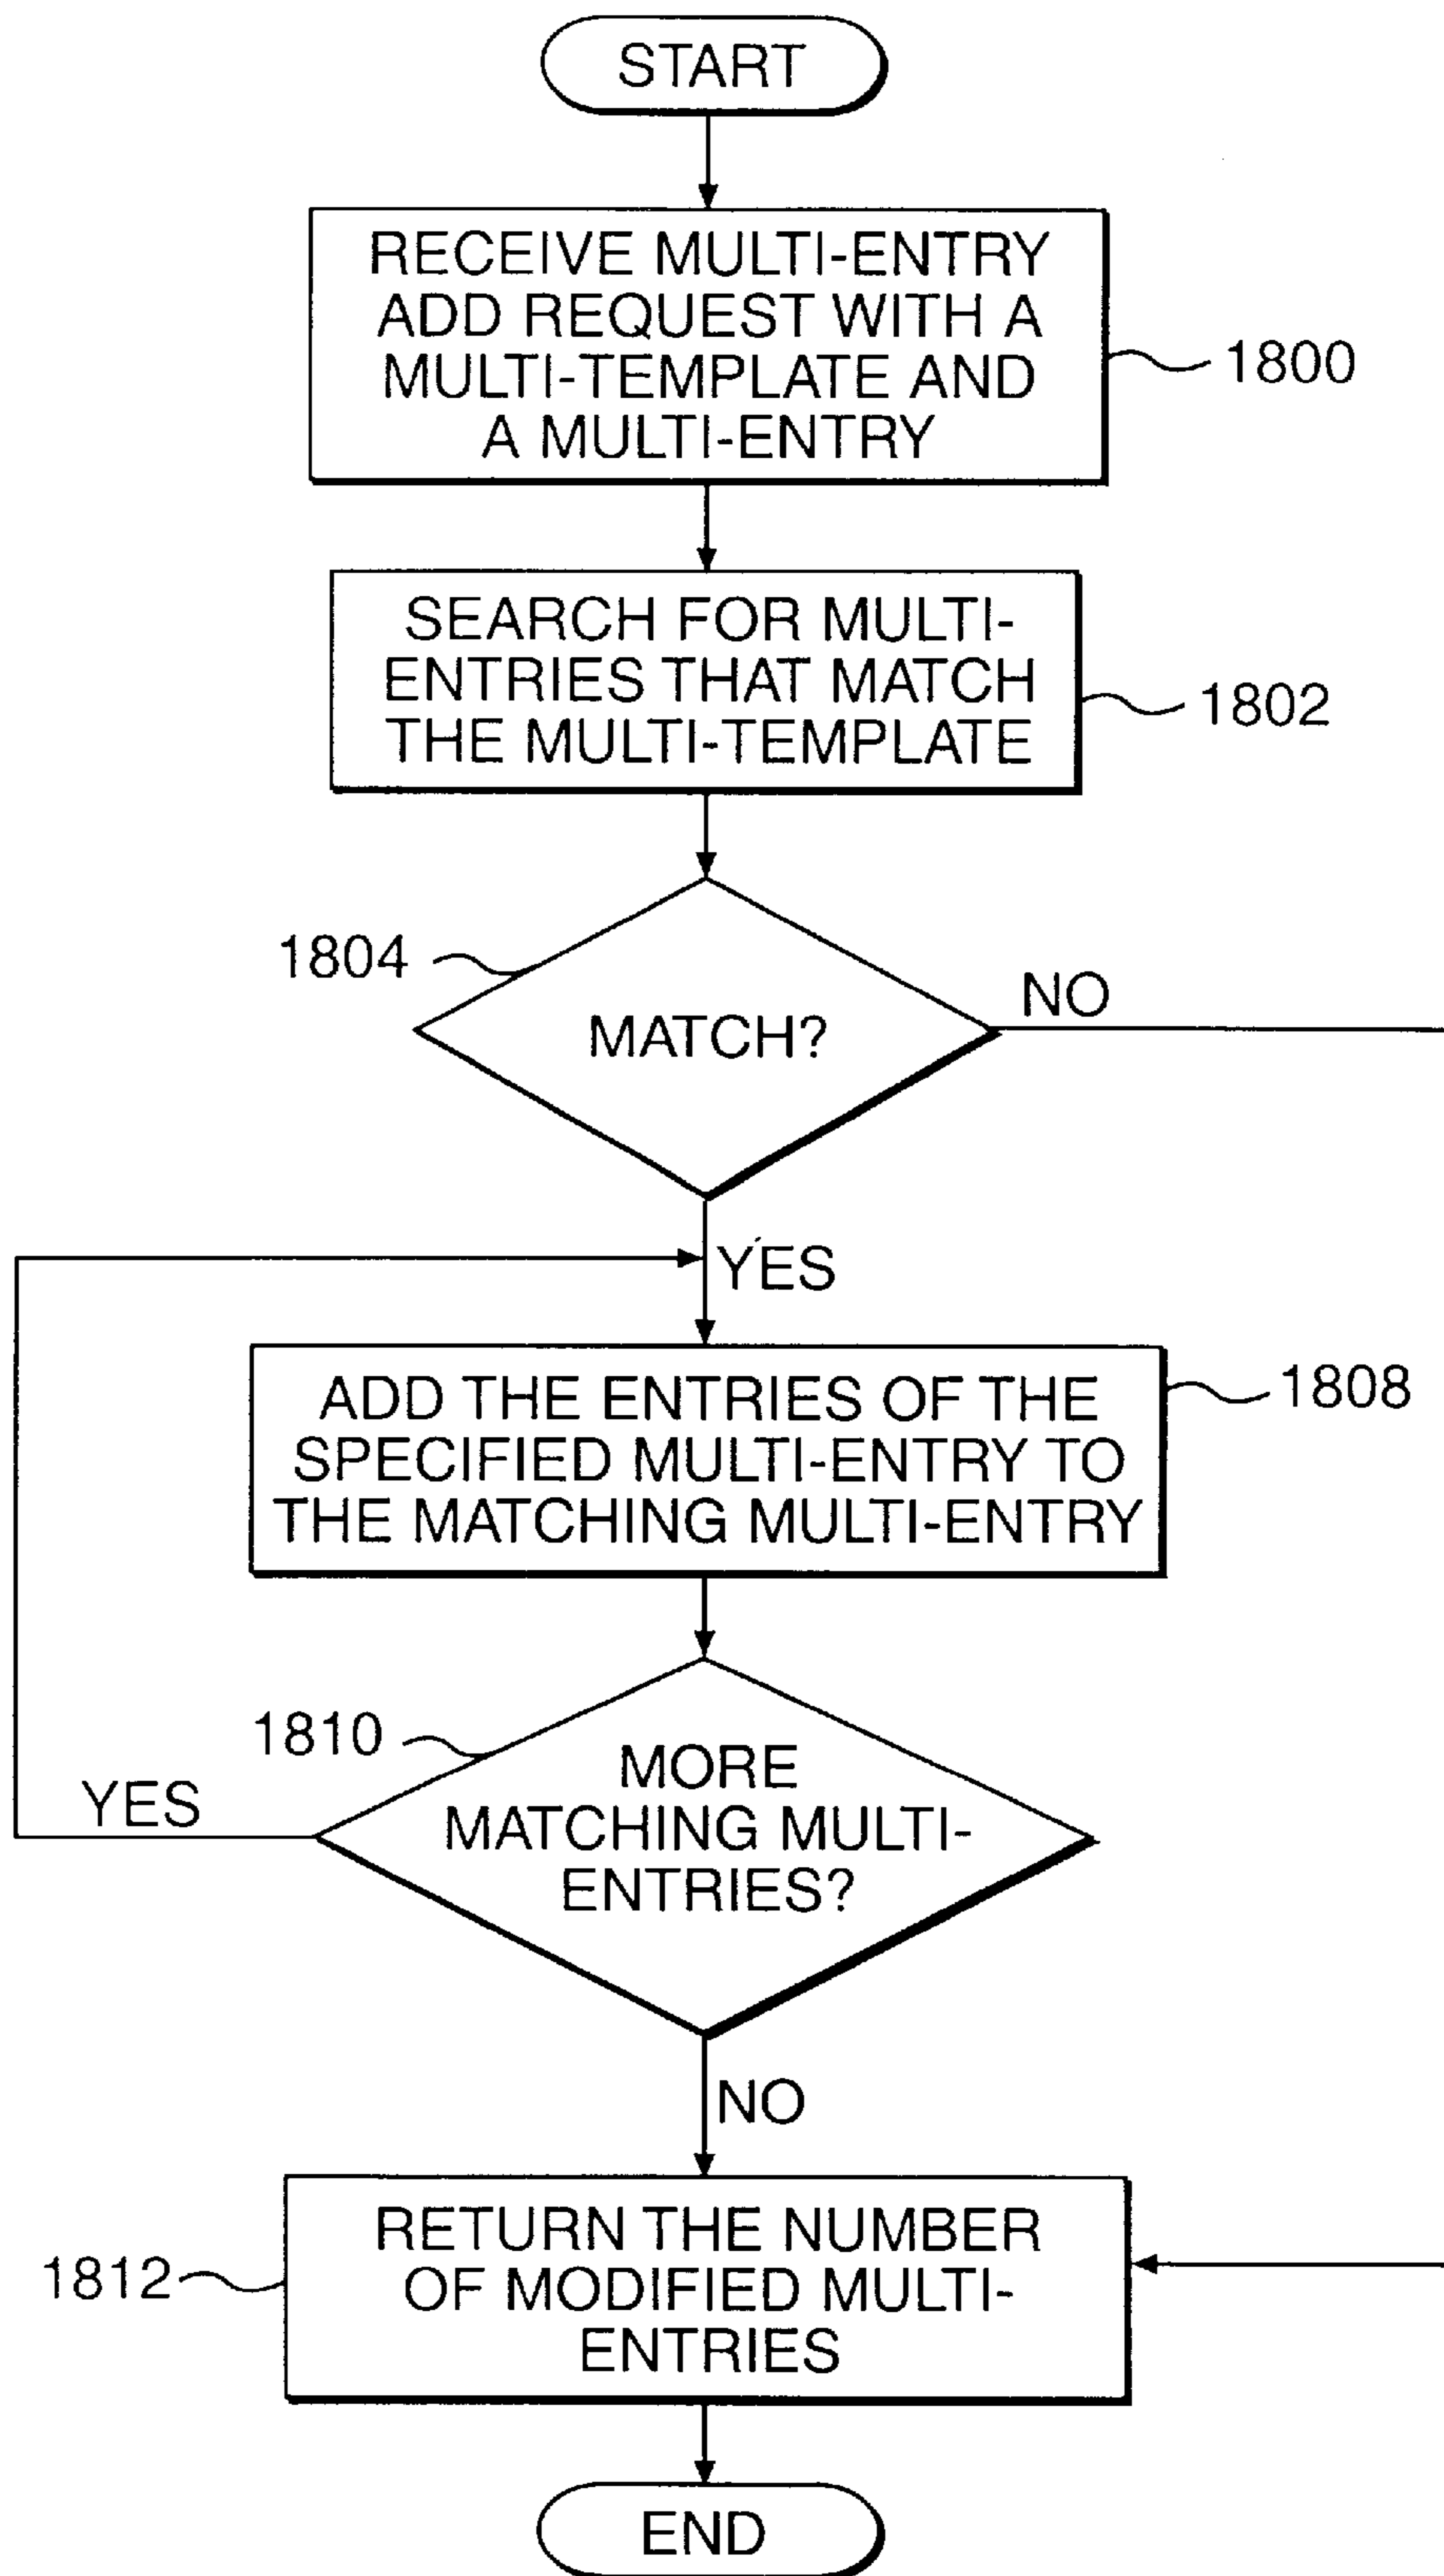 START
RECEIVE MULTI-ENTRY
ADD REQUEST WITH A
MULTI-TEMPLATE AND
A MULTI-ENTRY
1800
SEARCH FOR MULTI-
ENTRIES THAT MATCH
THE MULTI-TEMPLATE
1802
1804
MATCH?
NO
YES
ADD THE ENTRIES OF THE
SPECIFIED MULTI-ENTRY TO
THE MATCHING MULTI-ENTRY
1808
1810
MORE
MATCHING MULTI-
ENTRIES?
YES
NO
RETURN THE NUMBER
OF MODIFIED MULTI-
ENTRIES
1812
END